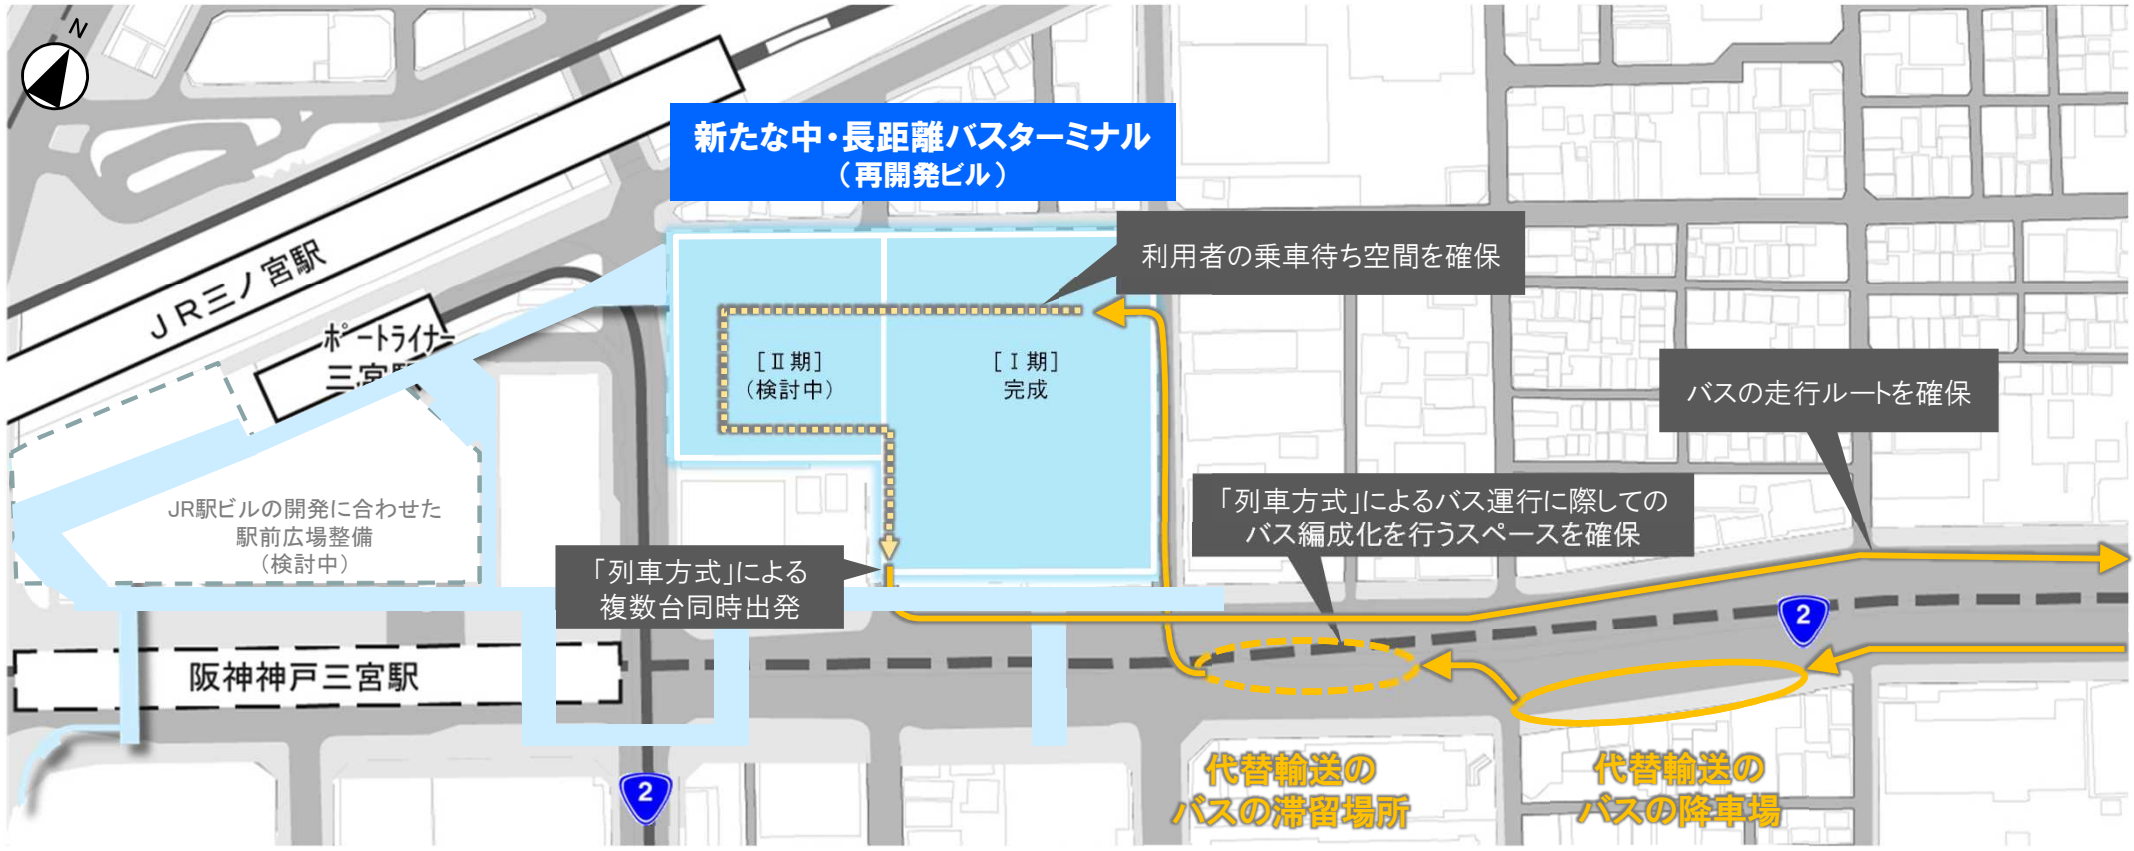 N
新たな中・長距離バスターミナル
（再開発ビル）
利用者の乗車待ち空間を確保
JR三ノ宮駅
ポートライナー
三宮駅
［Ⅱ期］
（検討中）
［Ⅰ期］
完成
バスの走行ルートを確保
「列車方式」によるバス運行に際しての
バス編成化を行うスペースを確保
JR駅ビルの開発に合わせた
駅前広場整備
（検討中）
「列車方式」による
複数台同時出発
2
阪神神戸三宮駅
2
代替輸送の
バスの滞留場所
代替輸送の
バスの降車場